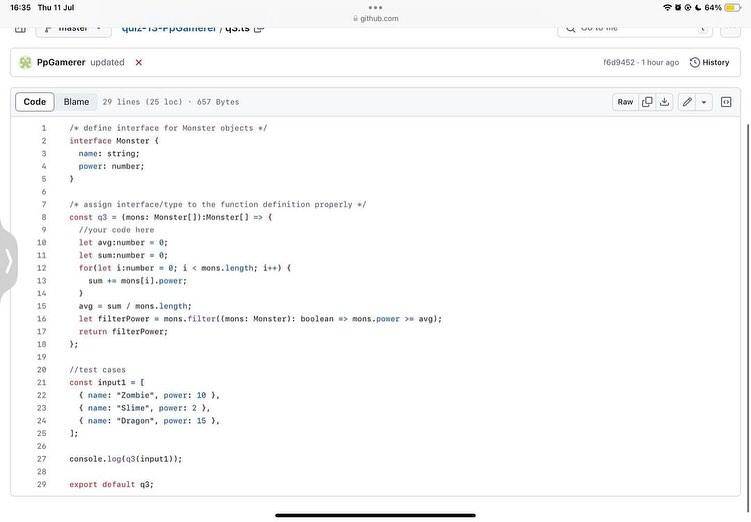 16:35 Thu 11 Jul
64%
github.com
master
quiz-13-PpGamerer / q3.ts
Go to file
t
PpGamerer updated
f6d9452 · 1 hour ago
History
Code
Blame
29 lines (25 loc) · 657 Bytes
Raw
1 /* define interface for Monster objects */
2 interface Monster {
3 name: string;
4 power: number;
5 }
6
7 /* assign interface/type to the function definition properly */
8 const q3 = (mons: Monster[]):Monster[] => {
9 //your code here
10 let avg:number = 0;
11 let sum:number = 0;
12 for(let i:number = 0; i < mons.length; i++) {
13 sum += mons[i].power;
14 }
15 avg = sum / mons.length;
16 let filterPower = mons.filter((mons: Monster): boolean => mons.power >= avg);
17 return filterPower;
18 };
19
20 //test cases
21 const input1 = [
22 { name: "Zombie", power: 10 },
23 { name: "Slime", power: 2 },
24 { name: "Dragon", power: 15 },
25 ];
26
27 console.log(q3(input1));
28
29 export default q3;